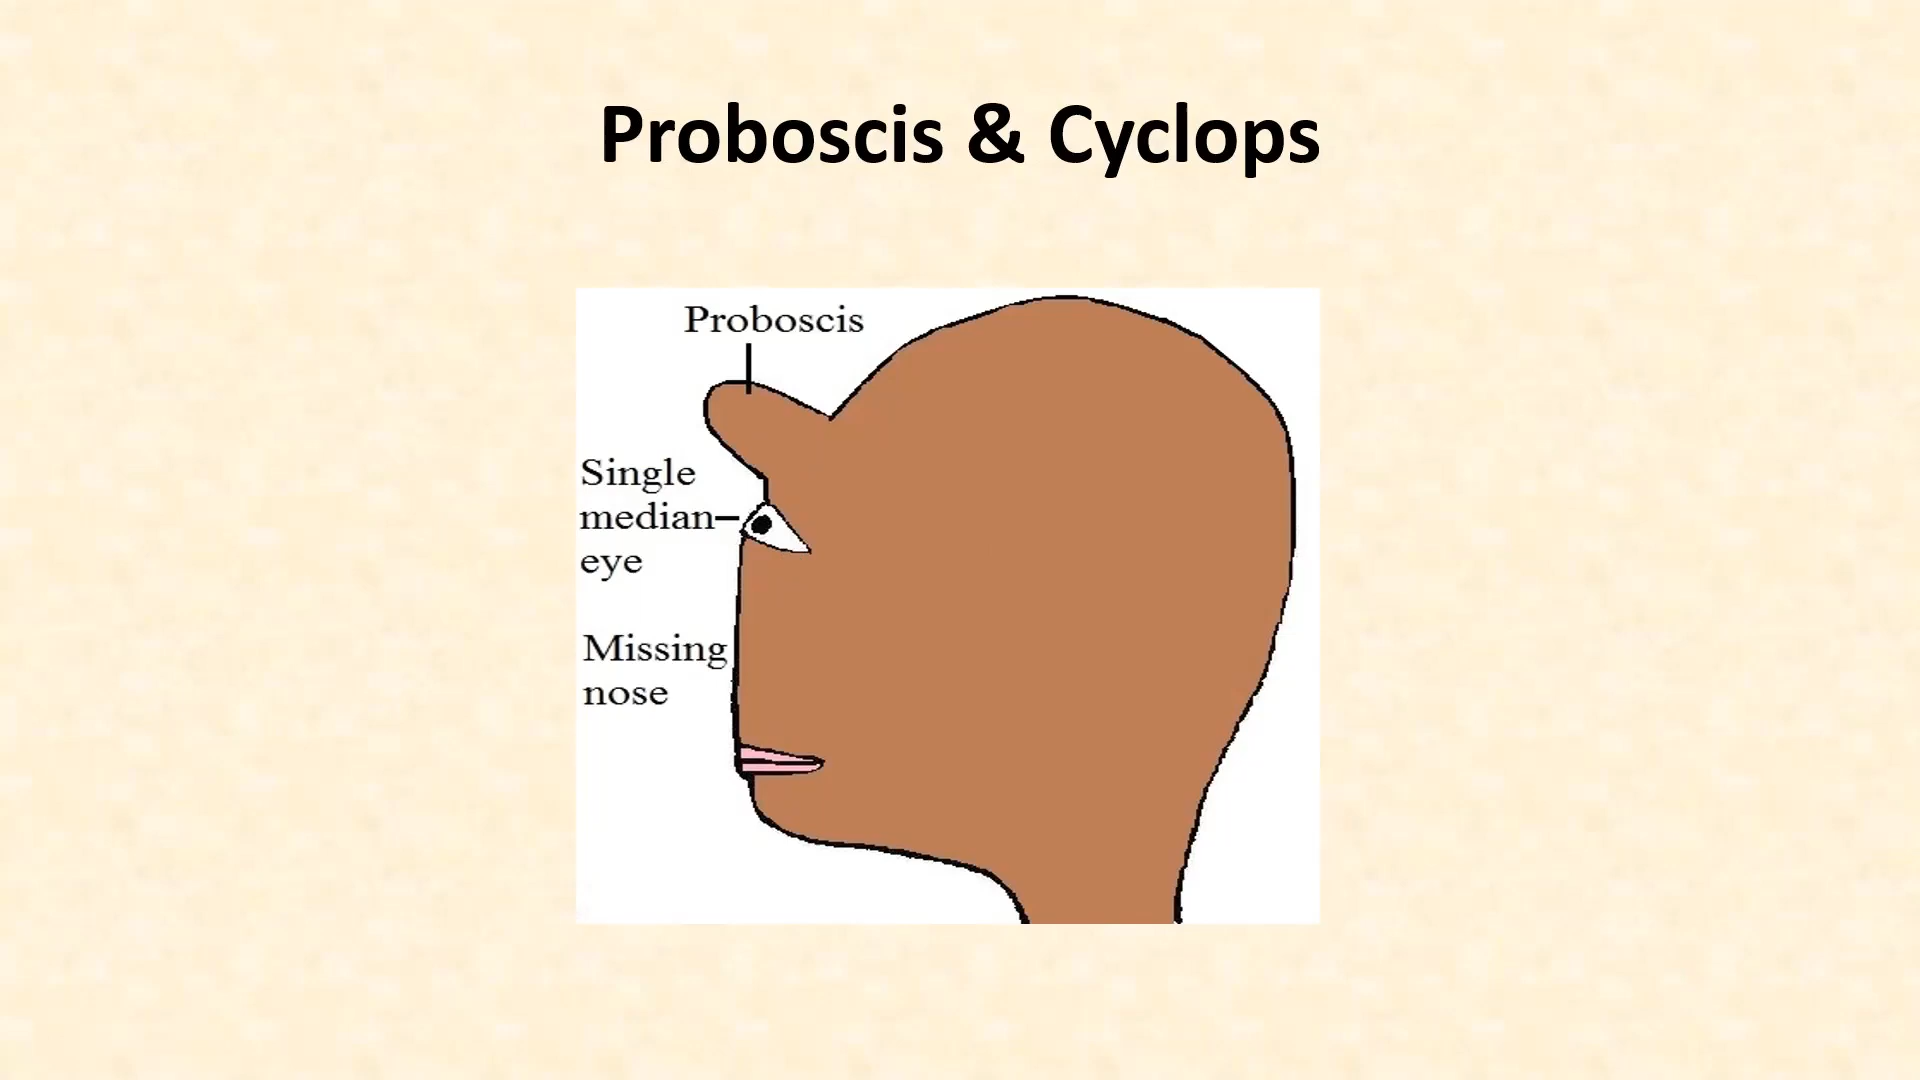 Proboscis & Cyclops
Proboscis
Single
median
eye
Missing
nose